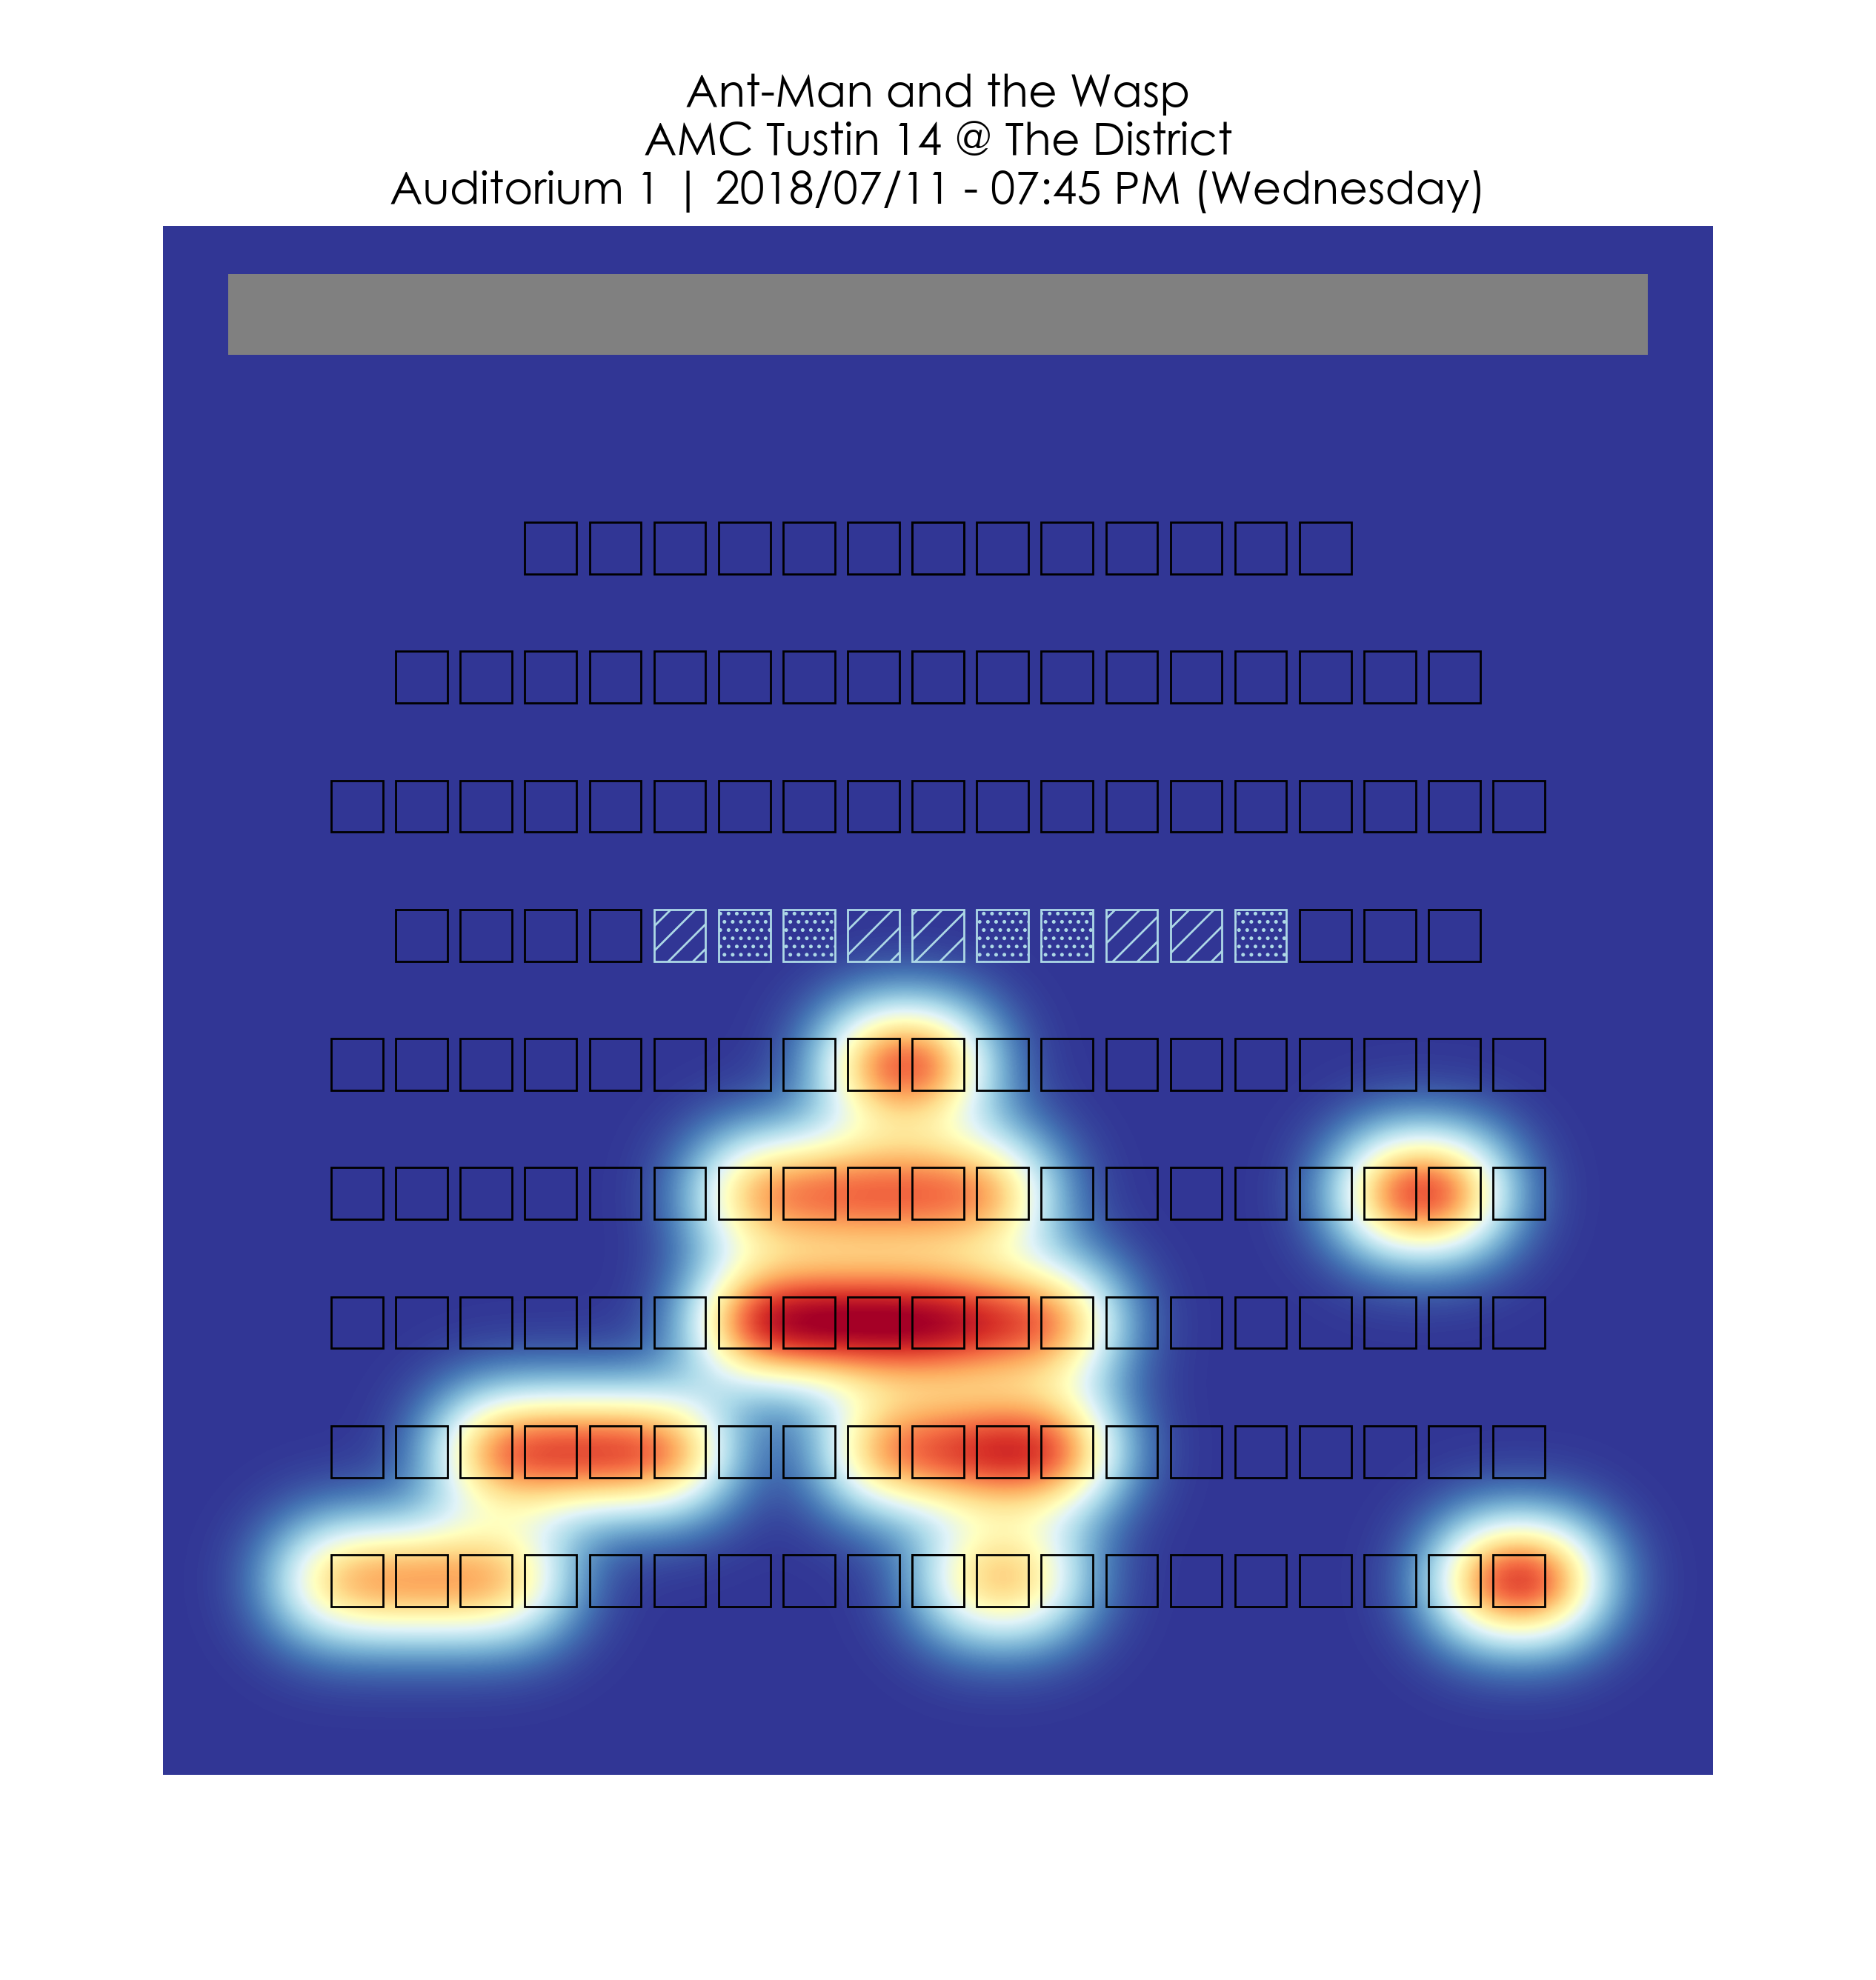 Ant-Man and the Wasp
AMC Tustin 14 @ The District
Auditorium 1 | 2018/07/11 - 07:45 PM (Wednesday)